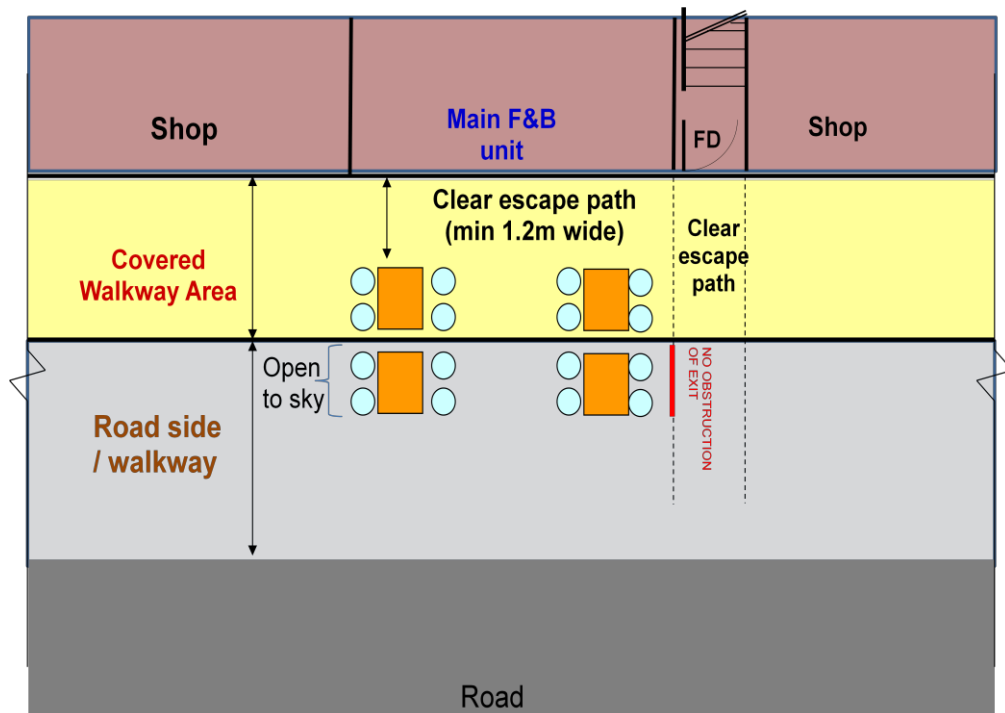 Shop
Main F&B
unit
FD
Shop
Clear escape path
(min 1.2m wide)
Clear
escape
path
Covered
Walkway Area
Open
to sky
NO OBSTRUCTION
OF EXIT
Road side
/ walkway
Road